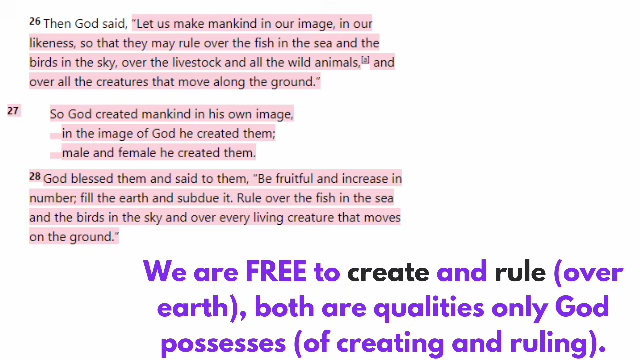 26 Then God said, “Let us make mankind in our image, in our
likeness, so that they may rule over the fish in the sea and the
birds in the sky, over the livestock and all the wild animals,[a] and
over all the creatures that move along the ground.”
27 So God created mankind in his own image,
in the image of God he created them;
male and female he created them.
28 God blessed them and said to them, “Be fruitful and increase in
number; fill the earth and subdue it. Rule over the fish in the sea
and the birds in the sky and over every living creature that moves
on the ground.”
We are FREE to create and rule (over
earth), both are qualities only God
possesses (of creating and ruling).